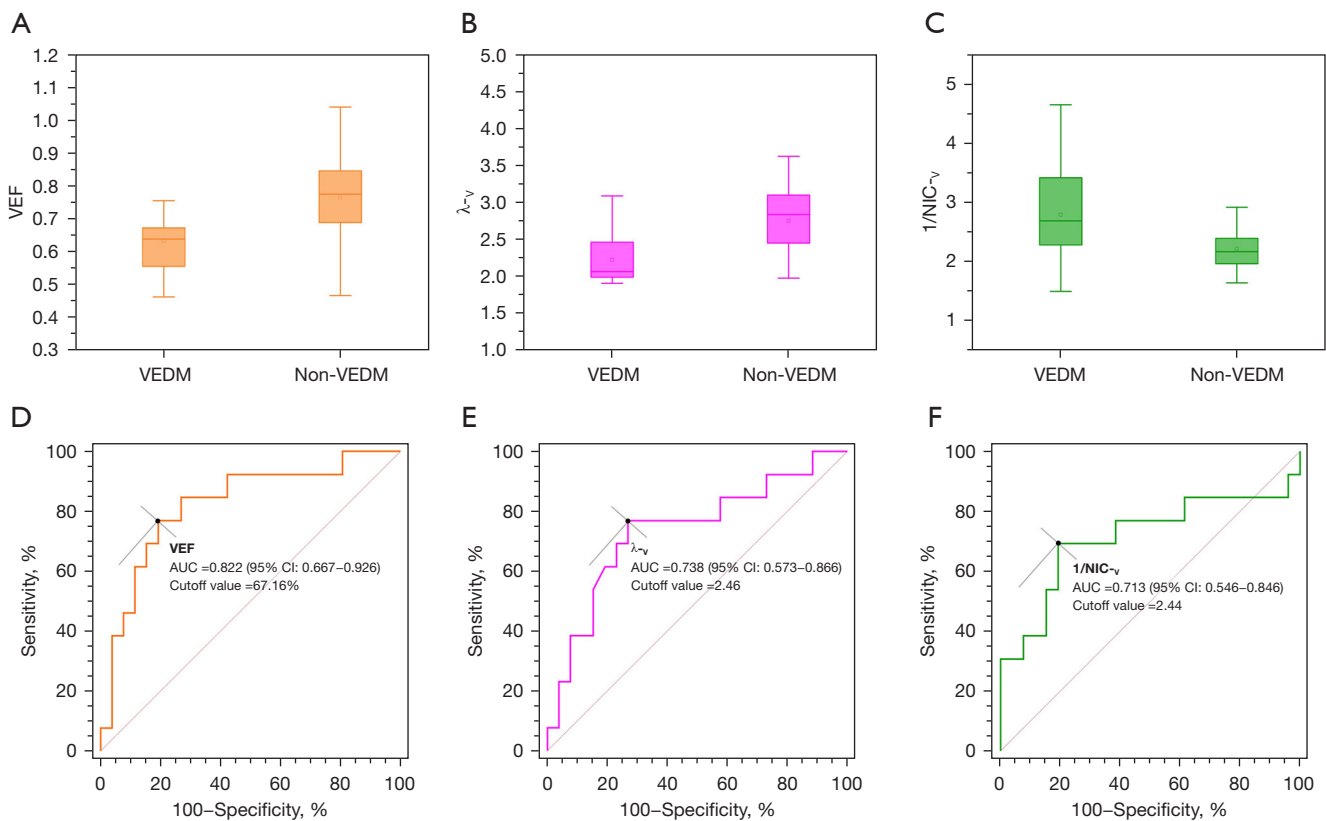 A
VEF
1.2
1.1
1.0
0.9
0.8
0.7
0.6
0.5
0.4
0.3
VEDM
Non-VEDM
B
λ-v
5.0
4.5
4.0
3.5
3.0
2.5
2.0
1.5
1.0
VEDM
Non-VEDM
C
1/NIC-v
5
4
3
2
1
VEDM
Non-VEDM
D
Sensitivity, %
100
80
60
40
20
0
VEF
AUC =0.822 (95% CI: 0.667–0.926)
Cutoff value =67.16%
0 20 40 60 80 100
100–Specificity, %
E
Sensitivity, %
100
80
60
40
20
0
λ-v
AUC =0.738 (95% CI: 0.573–0.866)
Cutoff value =2.46
0 20 40 60 80 100
100–Specificity, %
F
Sensitivity, %
100
80
60
40
20
0
1/NIC-v
AUC =0.713 (95% CI: 0.546–0.846)
Cutoff value =2.44
0 20 40 60 80 100
100–Specificity, %